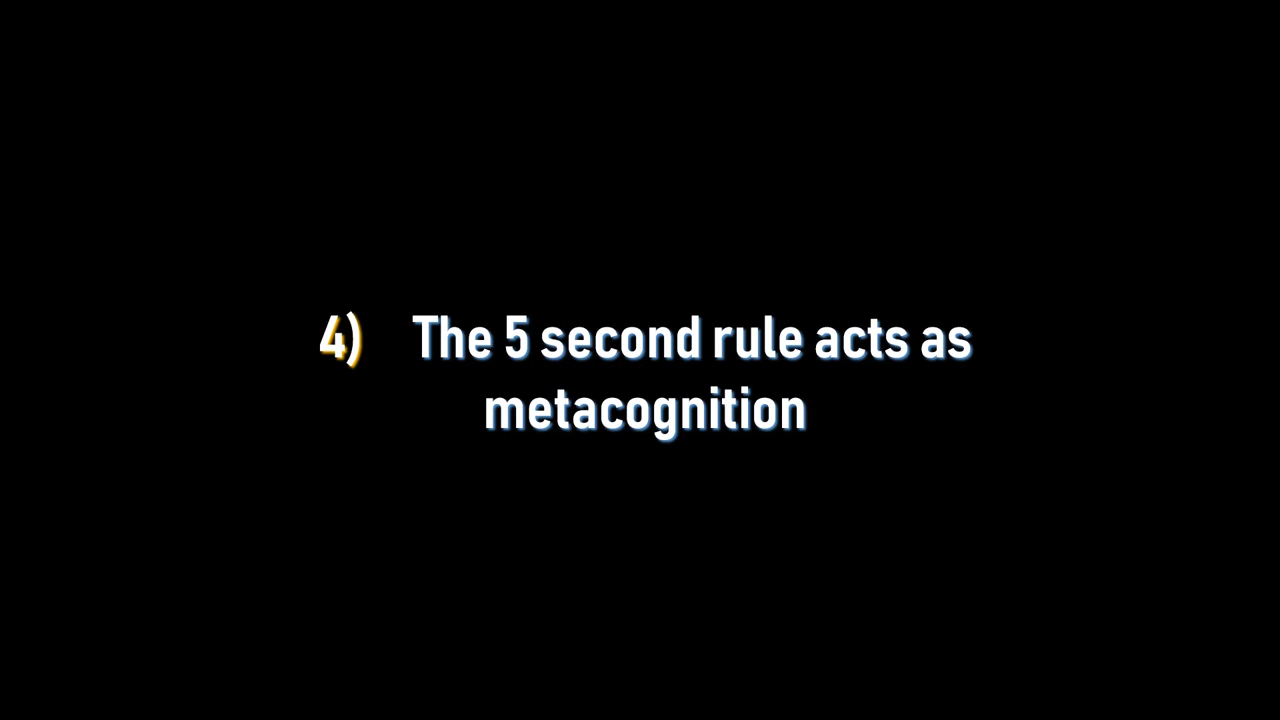 4) The 5 second rule acts as
metacognition